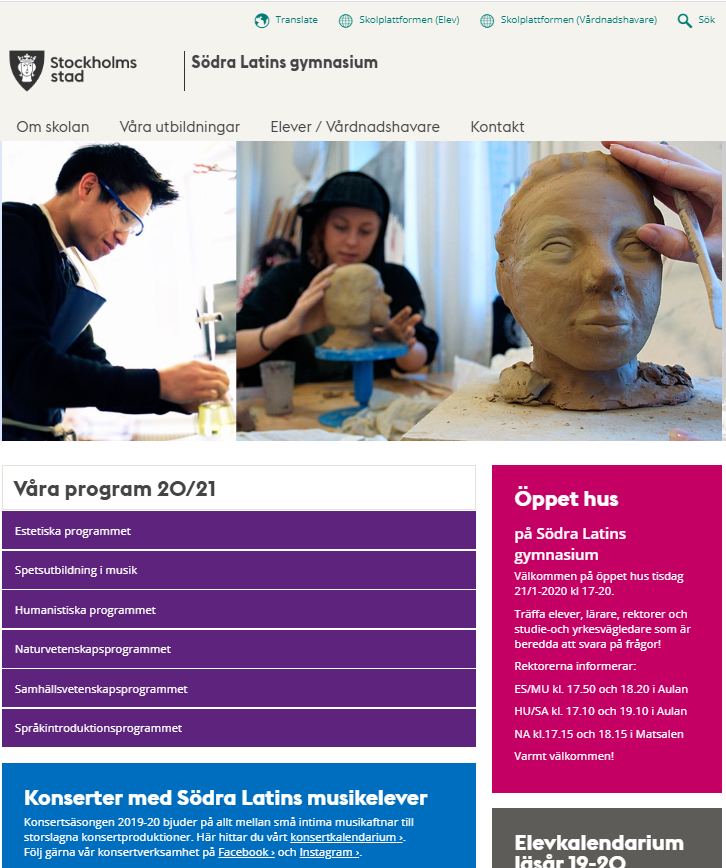 Translate
Skolplattformen (Elev)
Skolplattformen (Vårdnadshavare)
Sök
Stockholms
stad
Södra Latins gymnasium
Om skolan
Våra utbildningar
Elever / Vårdnadshavare
Kontakt
Våra program 20/21
Estetiska programmet
Spetsutbildning i musik
Humanistiska programmet
Naturvetenskapsprogrammet
Samhällsvetenskapsprogrammet
Språkintroduktionsprogrammet
Konserter med Södra Latins musikelever
Konsertsäsongen 2019-20 bjuder på allt mellan små intima musikaftnar till
storslagna konsertproduktioner. Här hittar du vårt konsertkalendarium ›.
Följ gärna vår konsertverksamhet på Facebook › och Instagram ›.
Öppet hus
på Södra Latins
gymnasium
Välkommen på öppet hus tisdag
21/1-2020 kl 17-20.
Träffa elever, lärare, rektorer och
studie-och yrkesvägledare som är
beredda att svara på frågor!
Rektorerna informerar:
ES/MU kl. 17.50 och 18.20 i Aulan
HU/SA kl. 17.10 och 19.10 i Aulan
NA kl.17.15 och 18.15 i Matsalen
Varmt välkommen!
Elevkalendarium
läsår 19-20